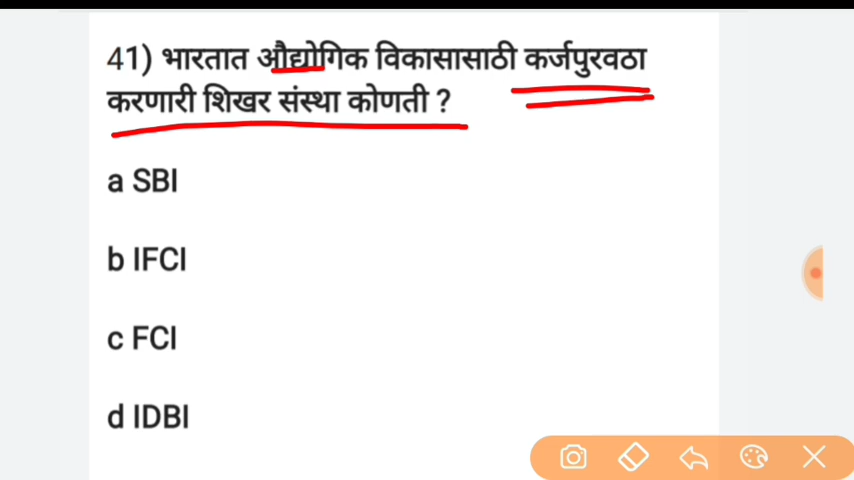 41) भारतात औद्योगिक विकासासाठी कर्जपुरवठा
करणारी शिखर संस्था कोणती ?
a SBI
b IFCI
c FCI
d IDBI